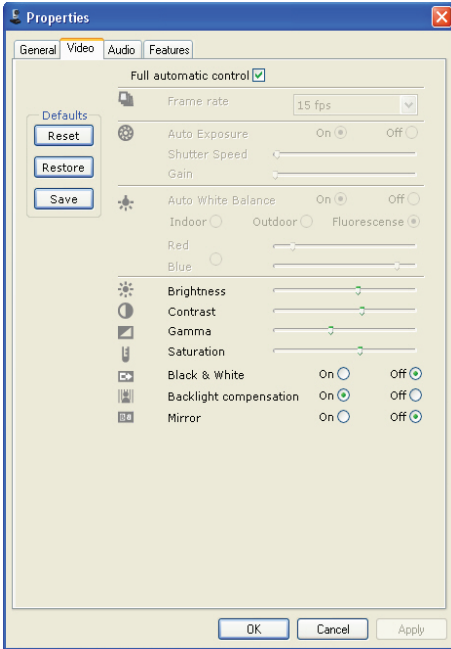 Properties
General Video Audio Features
Full automatic control
Defaults
Reset
Restore
Save
Frame rate 15 fps
Auto Exposure On Off
Shutter Speed
Gain
Auto White Balance On Off
Indoor Outdoor Fluorescense
Red
Blue
Brightness
Contrast
Gamma
Saturation
Black & White On Off
Backlight compensation On Off
Mirror On Off
OK Cancel Apply